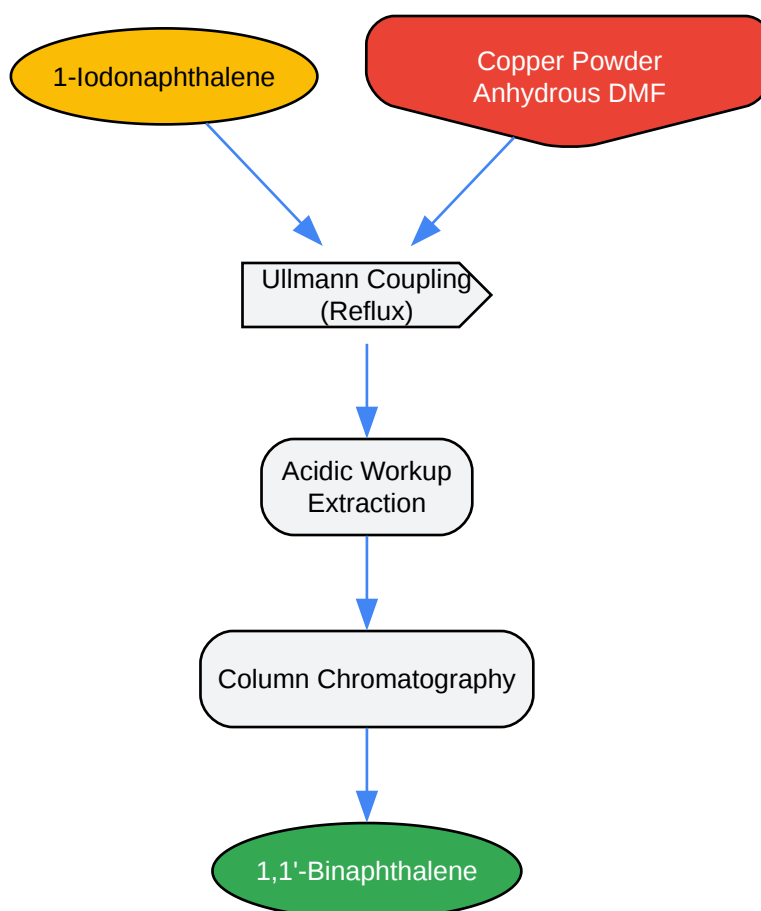 1-Iodonaphthalene
Copper Powder
Anhydrous DMF
Ullmann Coupling
(Reflux)
Acidic Workup
Extraction
Column Chromatography
1,1'-Binaphthalene